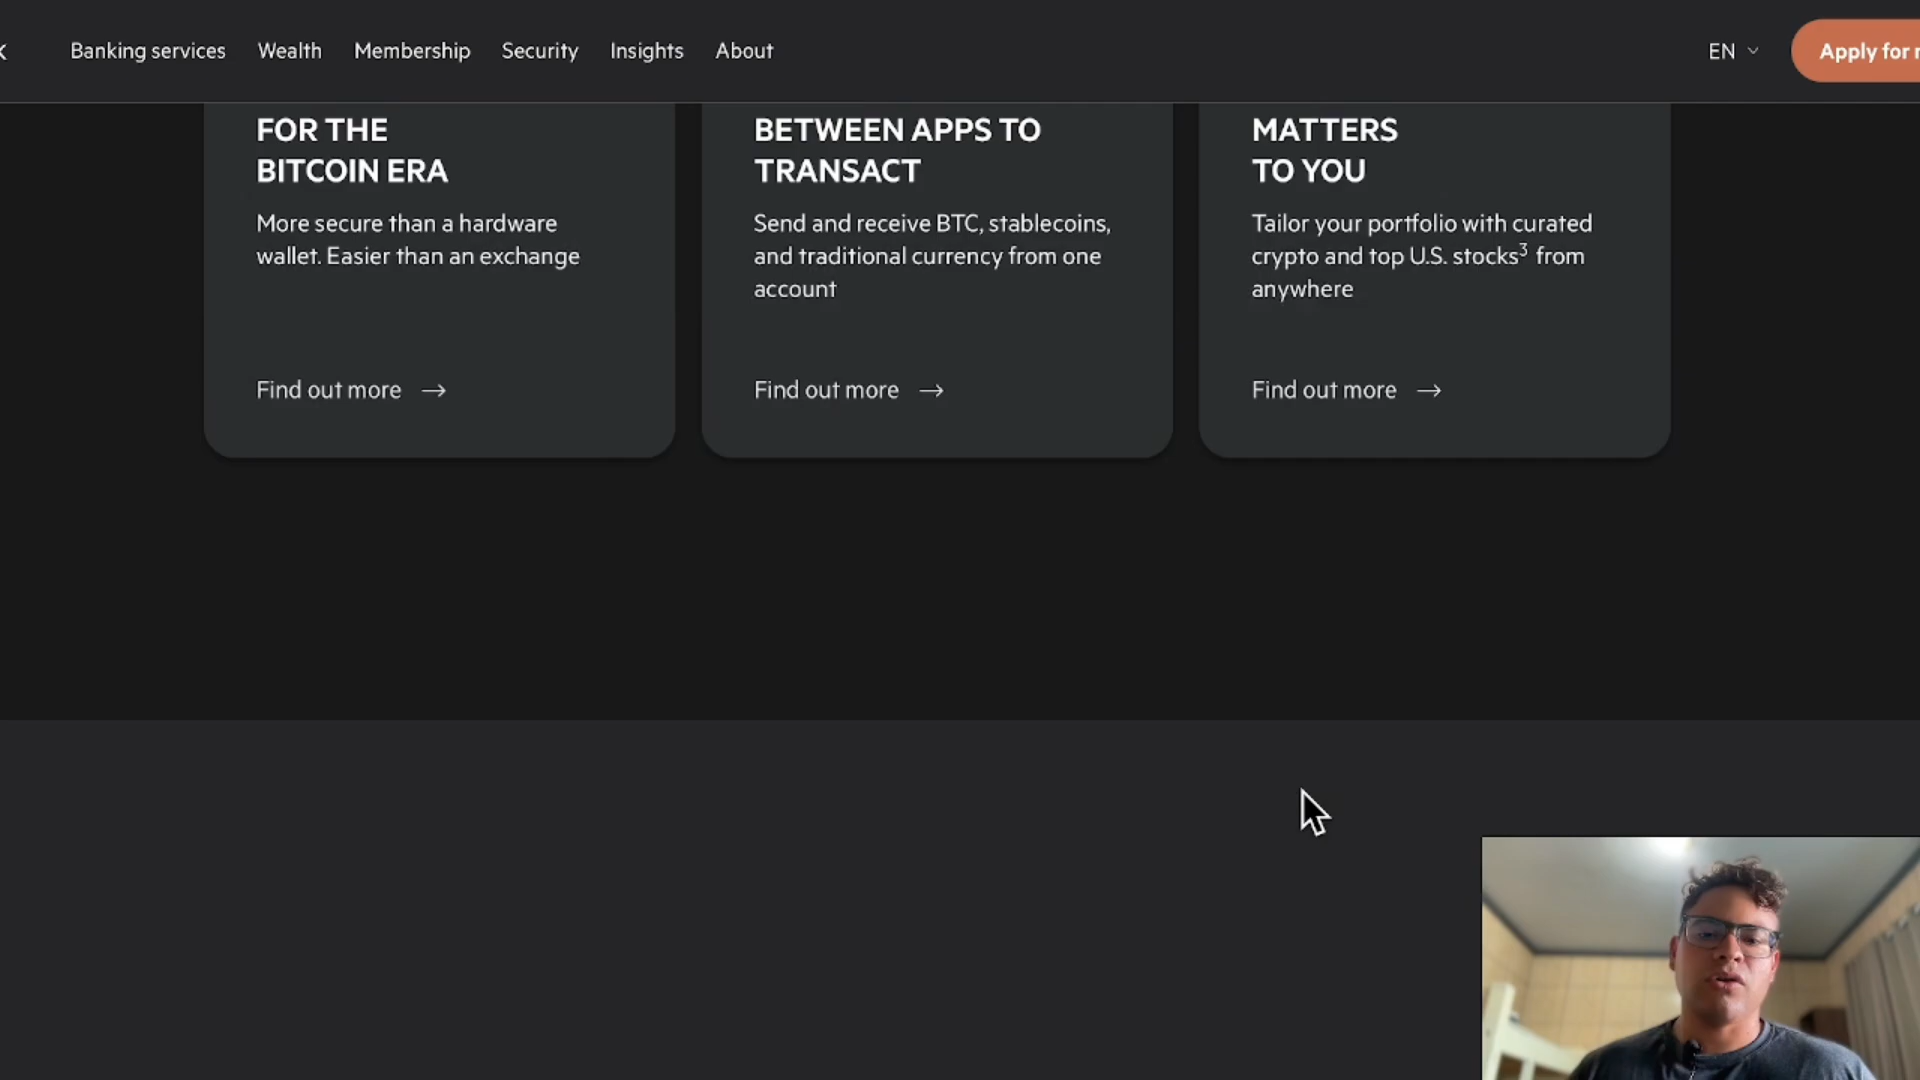 Banking services Wealth Membership Security Insights About EN Apply for
FOR THE
BITCOIN ERA
More secure than a hardware
wallet. Easier than an exchange
Find out more →
BETWEEN APPS TO
TRANSACT
Send and receive BTC, stablecoins,
and traditional currency from one
account
Find out more →
MATTERS
TO YOU
Tailor your portfolio with curated
crypto and top U.S. stocks³ from
anywhere
Find out more →